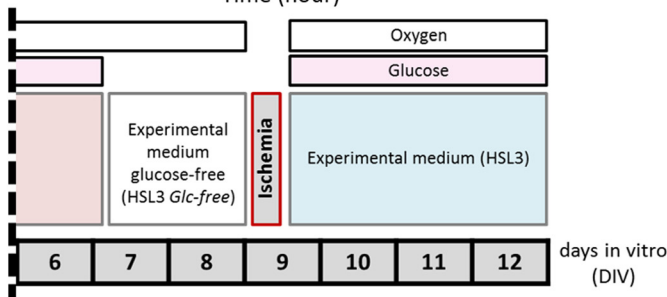 Time (hour)
Oxygen
Glucose
Experimental
medium
glucose-free
(HSL3 Glc-free)
Ischemia
Experimental medium (HSL3)
6 7 8 9 10 11 12
days in vitro
(DIV)